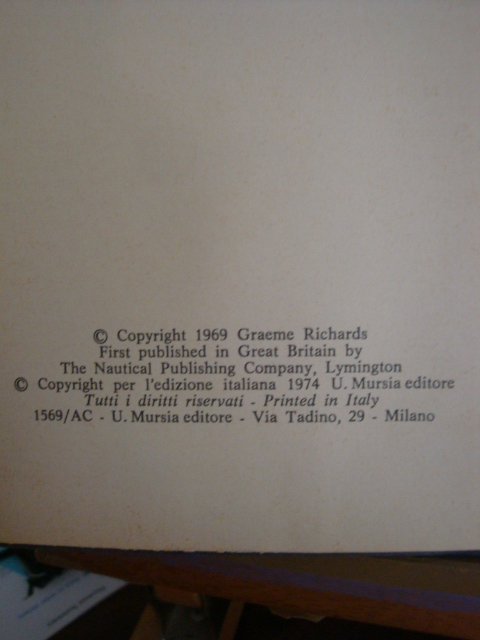 © Copyright 1969 Graeme Richards
First published in Great Britain by
The Nautical Publishing Company, Lymington
© Copyright per l'edizione italiana 1974 U. Mursia editore
Tutti i diritti riservati - Printed in Italy
1569/AC - U. Mursia editore - Via Tadino, 29 - Milano